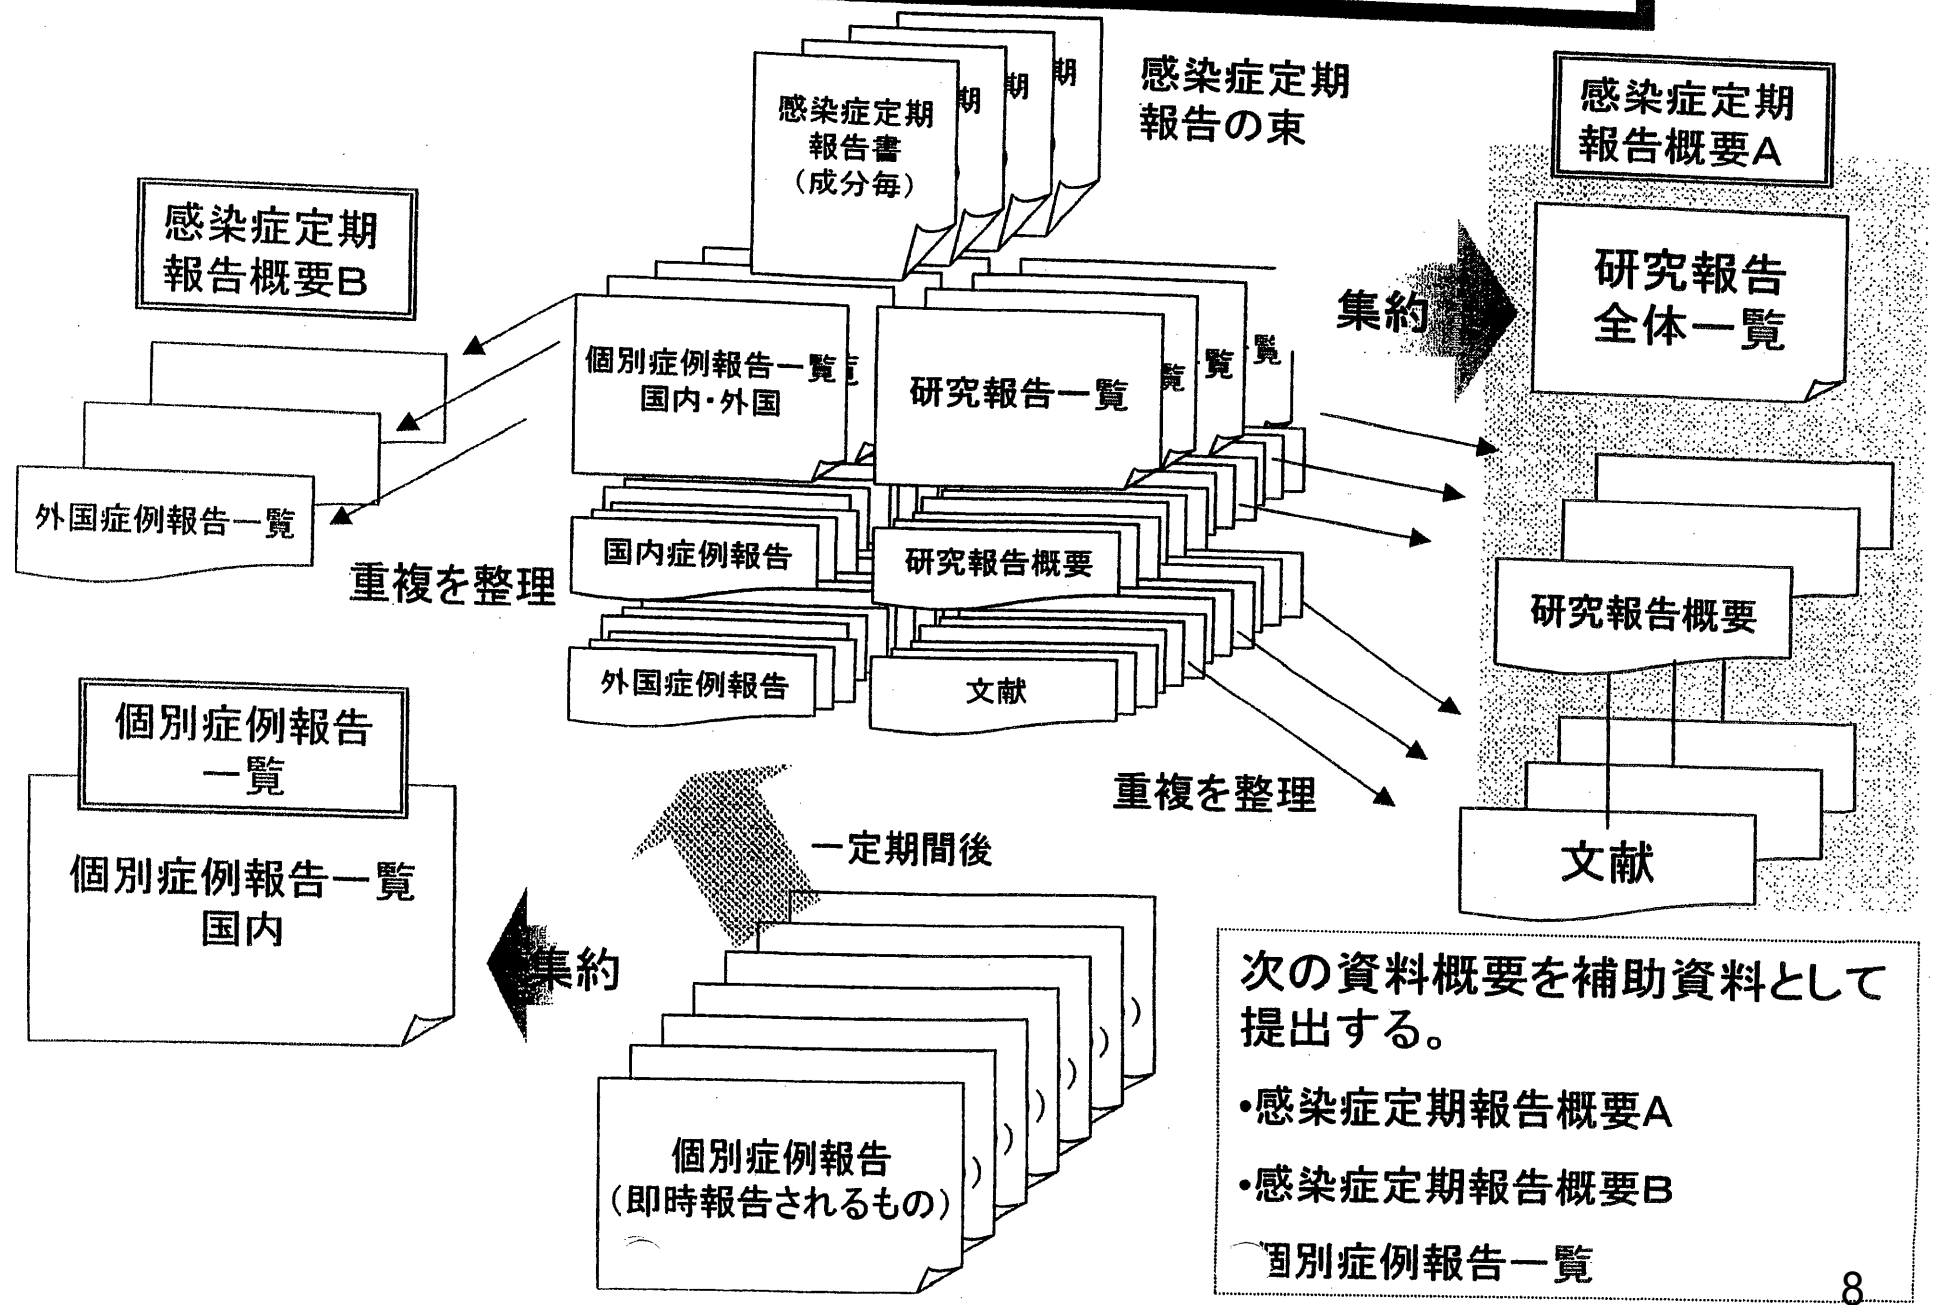 感染症定期
報告書
(成分毎)
期
期
期
感染症定期
報告の束
感染症定期
報告概要A
感染症定期
報告概要B
研究報告
全体一覧
集約
個別症例報告一覧
国内・外国
研究報告一覧
覧
一覧
一覧
外国症例報告一覧
重複を整理
国内症例報告
研究報告概要
研究報告概要
外国症例報告
文献
個別症例報告
一覧
重複を整理
一定期間後
文献
個別症例報告一覧
国内
集約
次の資料概要を補助資料として
提出する。
・感染症定期報告概要A
・感染症定期報告概要B
個別症例報告一覧
個別症例報告
(即時報告されるもの)
)
)
)
)
)
)
8